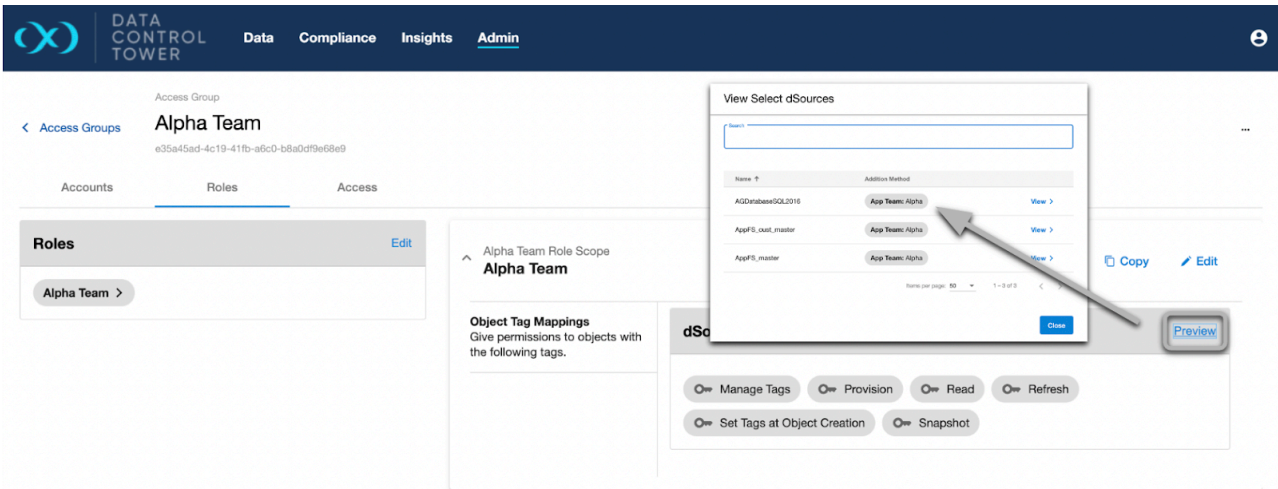 DATA
CONTROL
TOWER
Data Compliance Insights Admin
Access Group
Access Groups
Alpha Team
e35a45ad-4c19-41fb-a6c0-b8a0df9e68e9
...
Accounts Roles Access
Roles Edit
Alpha Team
Alpha Team Role Scope
Alpha Team
Copy Edit
Object Tag Mappings
Give permissions to objects with
the following tags.
dSo
Preview
Manage Tags Provision Read Refresh
Set Tags at Object Creation Snapshot
View Select dSources
Search
Name Addition Method
AGDatabaseSQL2016 App Team: Alpha View
AppFS_cust_master App Team: Alpha View
AppFS_master App Team: Alpha View
Items per page: 50 1 – 3 of 3
Close